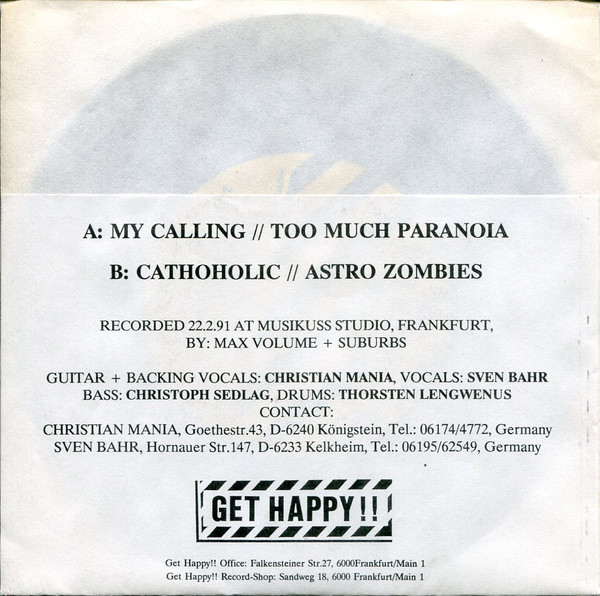 A: MY CALLING // TOO MUCH PARANOIA
B: CATHOHOLIC // ASTRO ZOMBIES
RECORDED 22.2.91 AT MUSIKUSS STUDIO, FRANKFURT,
BY: MAX VOLUME + SUBURBS
GUITAR + BACKING VOCALS: CHRISTIAN MANIA, VOCALS: SVEN BAHR
BASS: CHRISTOPH SEDLAG, DRUMS: THORSTEN LENGWENUS
CONTACT:
CHRISTIAN MANIA, Goethestr.43, D-6240 Königstein, Tel.: 06174/4772, Germany
SVEN BAHR, Hornauer Str.147, D-6233 Kelkheim, Tel.: 06195/62549, Germany
GET HAPPY!!
Get Happy!! Office: Falkensteiner Str.27, 6000Frankfurt/Main 1
Get Happy!! Record-Shop: Sandweg 18, 6000 Frankfurt/Main 1